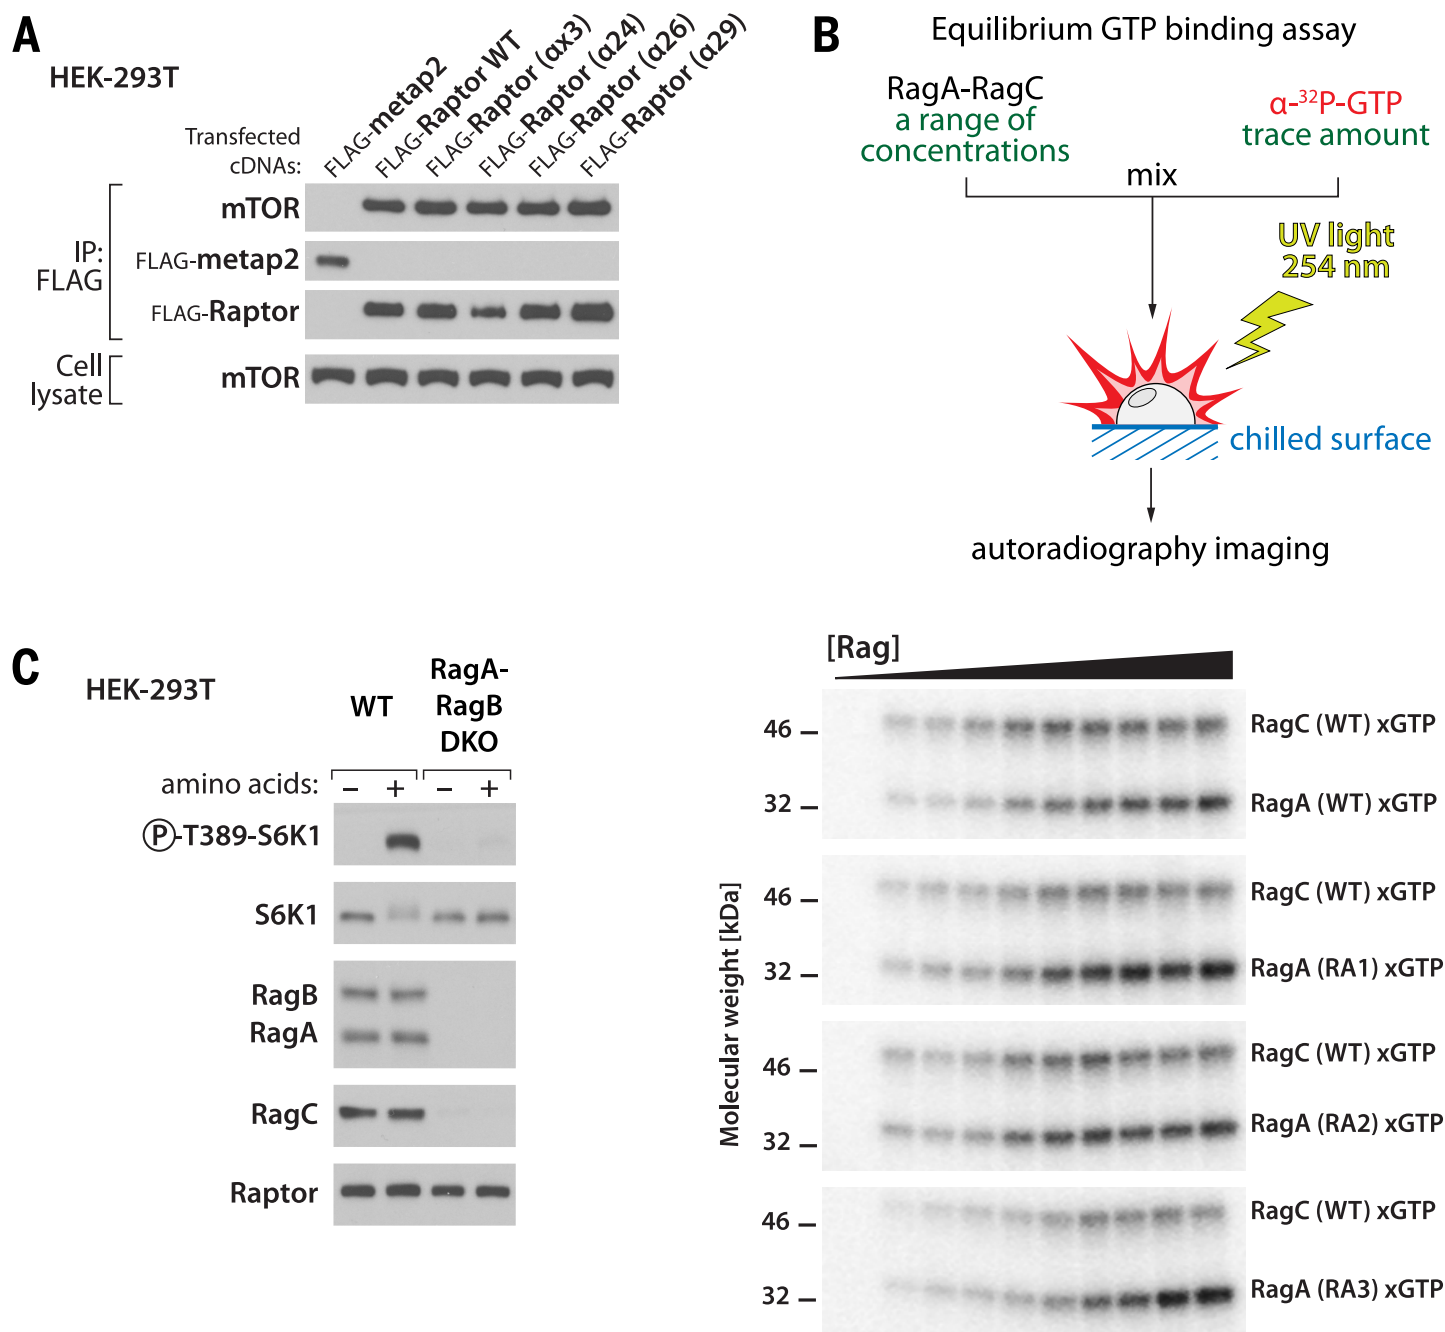 A
HEK-293T
Transfected
cDNAs:
FLAG-metap2
FLAG-Raptor WT
FLAG-Raptor (αx3)
FLAG-Raptor (α24)
FLAG-Raptor (α26)
FLAG-Raptor (α29)
IP:
FLAG
mTOR
FLAG-metap2
FLAG-Raptor
Cell
lysate
mTOR
B
Equilibrium GTP binding assay
RagA-RagC
a range of
concentrations
α-³²P-GTP
trace amount
mix
UV light
254 nm
chilled surface
autoradiography imaging
[Rag]
Molecular weight [kDa]
46
RagC (WT) xGTP
32
RagA (WT) xGTP
46
RagC (WT) xGTP
32
RagA (RA1) xGTP
46
RagC (WT) xGTP
32
RagA (RA2) xGTP
46
RagC (WT) xGTP
32
RagA (RA3) xGTP
C
HEK-293T
WT
RagA-
RagB
DKO
amino acids: – + – +
Ⓟ-T389-S6K1
S6K1
RagB
RagA
RagC
Raptor